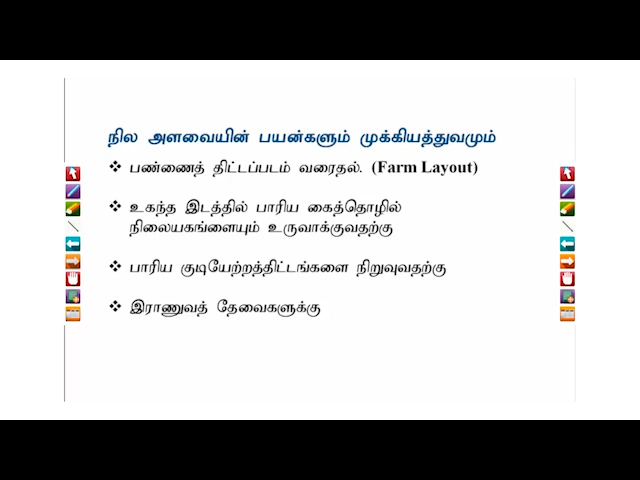 நில அளவையின் பயன்களும் முக்கியத்துவமும்
❖ பண்ணைத் திட்டப்படம் வரைதல். (Farm Layout)
❖ உகந்த இடத்தில் பாரிய கைத்தொழில்
நிலையகங்ளையும் உருவாக்குவதற்கு
❖ பாரிய குடியேற்றத்திட்டங்களை நிறுவுவதற்கு
❖ இராணுவத் தேவைகளுக்கு